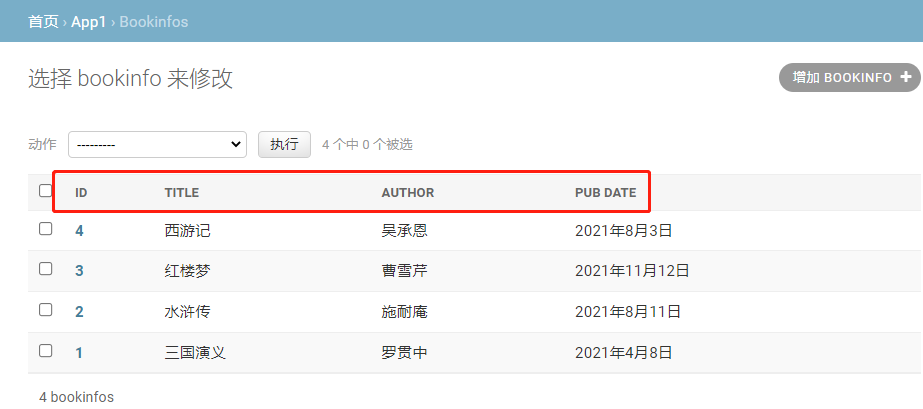 首页 › App1 › Bookinfos
选择 bookinfo 来修改
增加 BOOKINFO +
动作 --------- 执行 4 个中 0 个被选
ID TITLE AUTHOR PUB DATE
4 西游记 吴承恩 2021年8月3日
3 红楼梦 曹雪芹 2021年11月12日
2 水浒传 施耐庵 2021年8月11日
1 三国演义 罗贯中 2021年4月8日
4 bookinfos